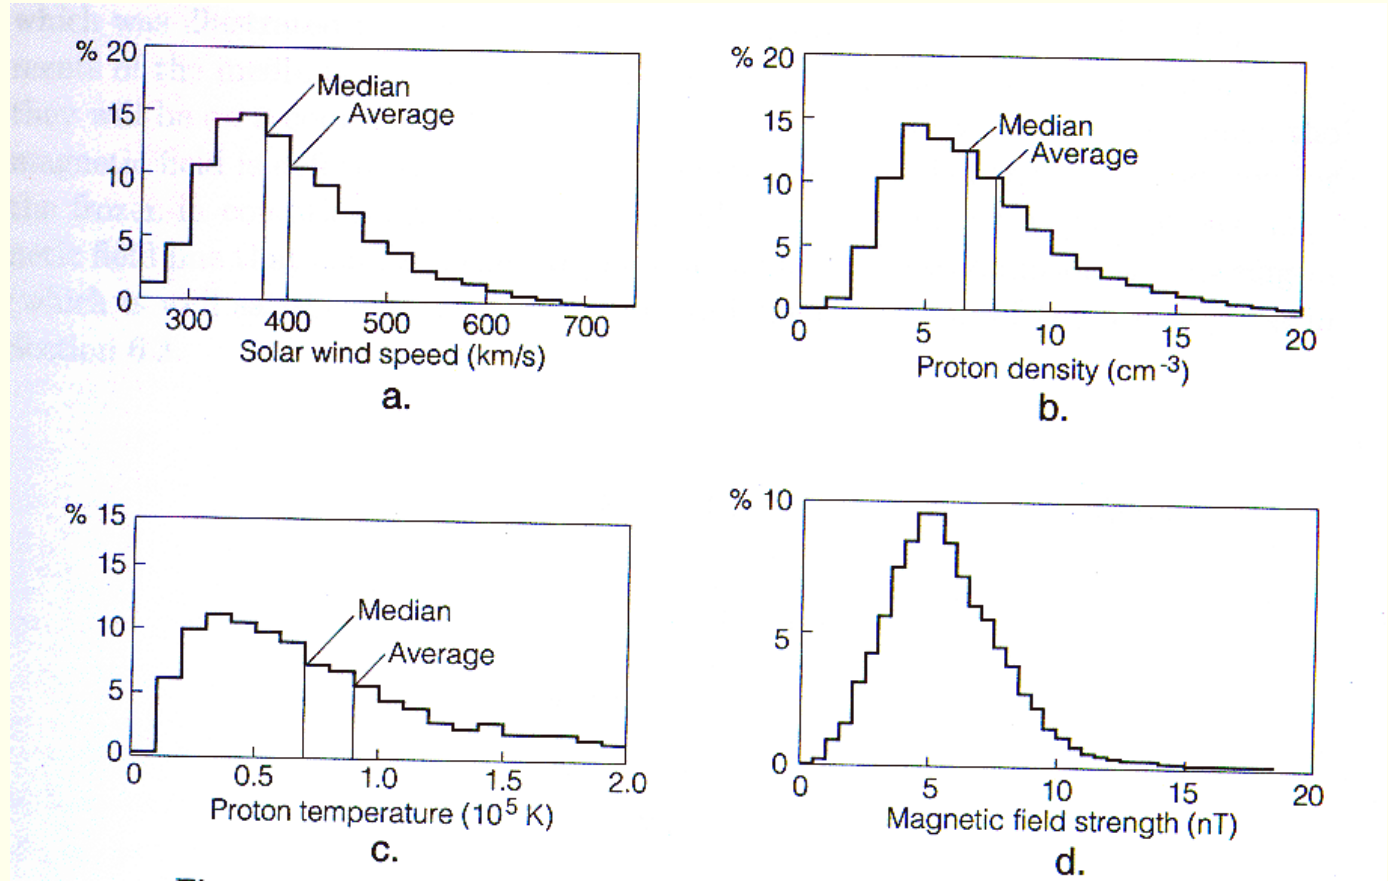 % 20
15
10
5
0
Median
Average
300 400 500 600 700
Solar wind speed (km/s)
a.
% 20
15
10
5
0
Median
Average
0 5 10 15 20
Proton density (cm-3)
b.
% 15
15
10
5
0
Median
Average
0 0.5 1.0 1.5 2.0
Proton temperature (10⁵ K)
c.
% 10
5
0
0 5 10 15 20
Magnetic field strength (nT)
d.